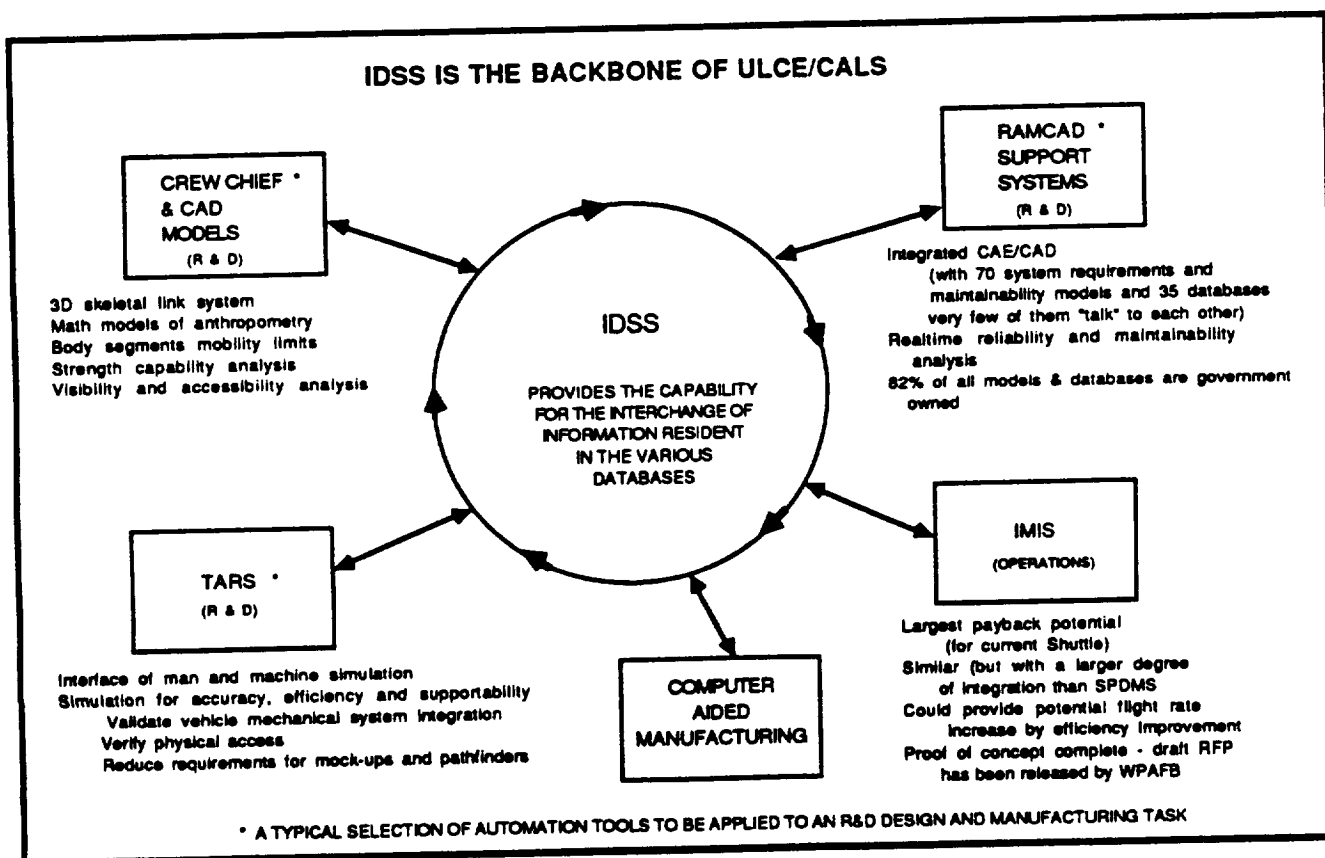 IDSS IS THE BACKBONE OF ULCE/CALS
CREW CHIEF *
& CAD
MODELS
(R & D)
3D skeletal link system
Math models of anthropometry
Body segments mobility limits
Strength capability analysis
Visibility and accessibility analysis
RAMCAD *
SUPPORT
SYSTEMS
(R & D)
Integrated CAE/CAD
(with 70 system requirements and
maintainability models and 35 databases
very few of them "talk" to each other)
Realtime reliability and maintainability
analysis
82% of all models & databases are government
owned
IDSS
PROVIDES THE CAPABILITY
FOR THE INTERCHANGE OF
INFORMATION RESIDENT
IN THE VARIOUS
DATABASES
TARS *
(R & D)
Interface of man and machine simulation
Simulation for accuracy, efficiency and supportability
Validate vehicle mechanical system integration
Verify physical access
Reduce requirements for mock-ups and pathfinders
COMPUTER
AIDED
MANUFACTURING
IMIS
(OPERATIONS)
Largest payback potential
(for current Shuttle)
Similar (but with a larger degree
of integration than SPDMS
Could provide potential flight rate
increase by efficiency improvement
Proof of concept complete - draft RFP
has been released by WPAFB
* A TYPICAL SELECTION OF AUTOMATION TOOLS TO BE APPLIED TO AN R&D DESIGN AND MANUFACTURING TASK